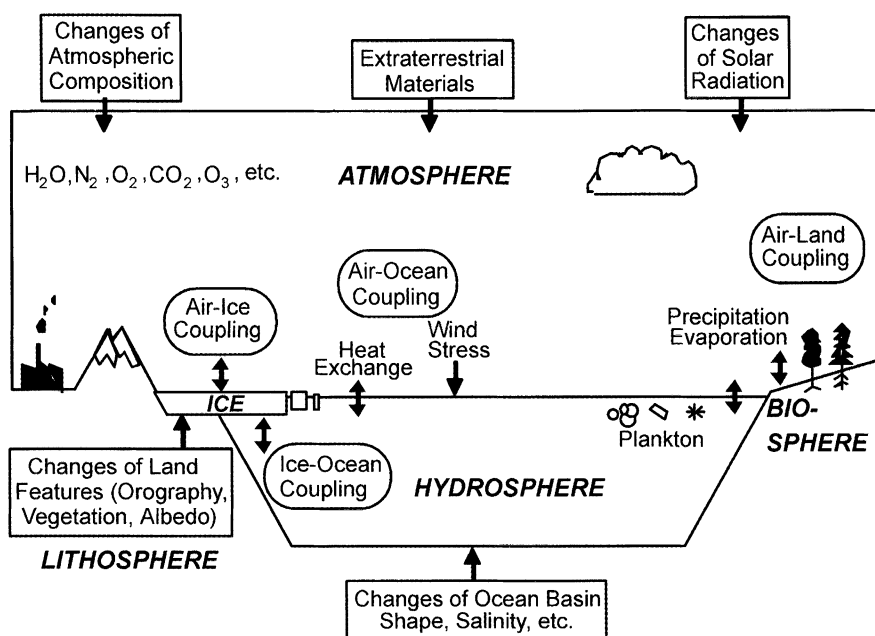 Changes of
Atmospheric
Composition
Extraterrestrial
Materials
Changes
of Solar
Radiation
H₂O,N₂,O₂,CO₂,O₃, etc.
ATMOSPHERE
Air-Land
Coupling
Air-Ocean
Coupling
Air-Ice
Coupling
Heat
Exchange
Wind
Stress
Precipitation
Evaporation
ICE
Plankton
BIO-
SPHERE
Changes of Land
Features (Orography,
Vegetation, Albedo)
Ice-Ocean
Coupling
HYDROSPHERE
LITHOSPHERE
Changes of Ocean Basin
Shape, Salinity, etc.